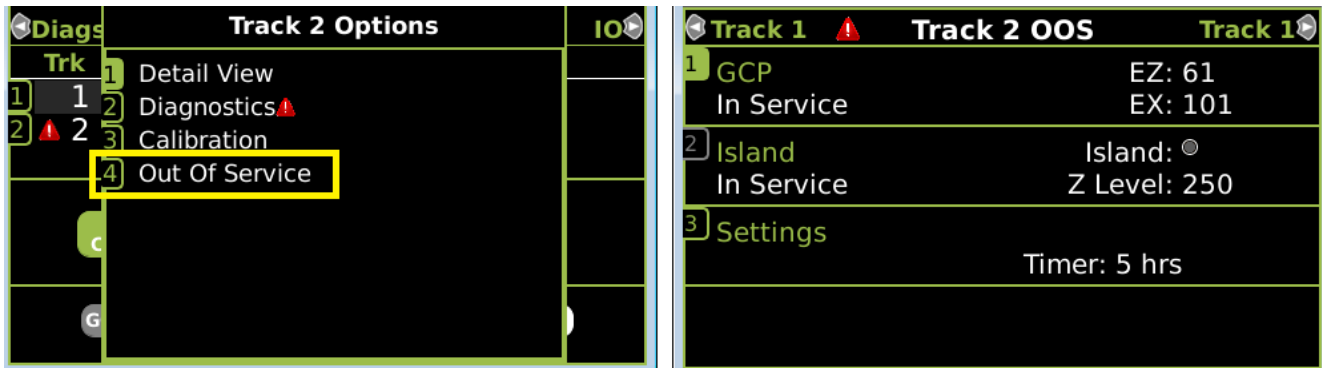 Diags
Track 2 Options
IO
Trk
1 1
2 2
1 Detail View
2 Diagnostics
3 Calibration
4 Out Of Service
C
G
Track 1
Track 2 OOS
Track 1
1 GCP
EZ: 61
In Service
EX: 101
2 Island
Island:
In Service
Z Level: 250
3 Settings
Timer: 5 hrs